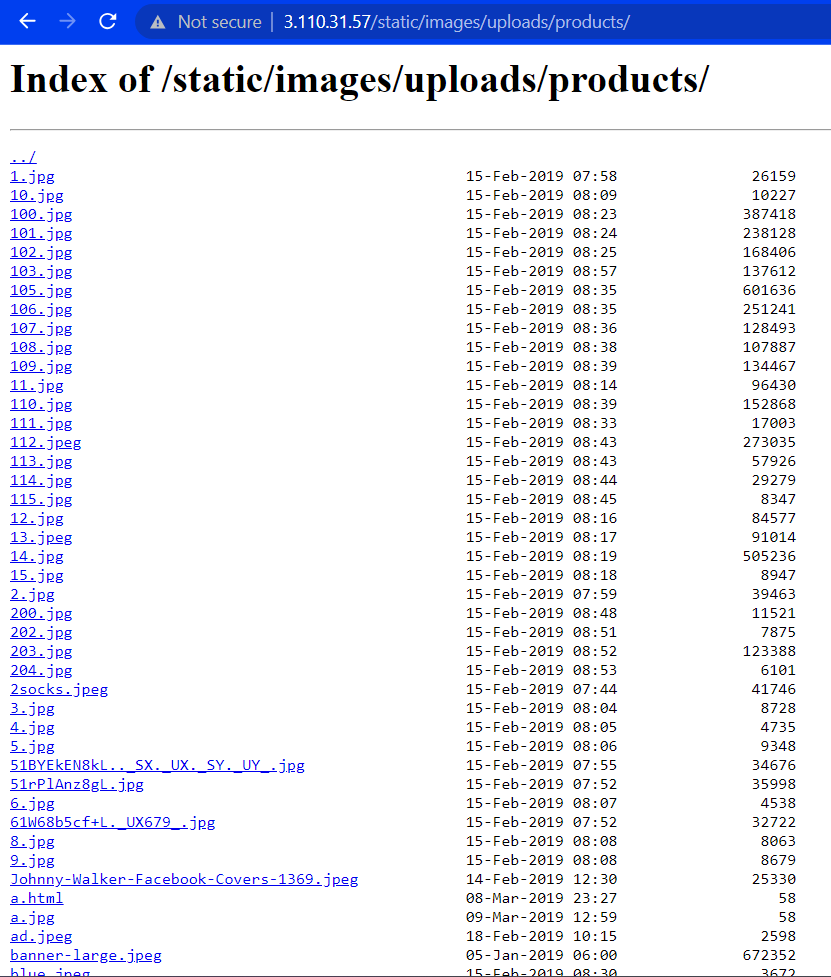 Not secure | 3.110.31.57/static/images/uploads/products/
Index of /static/images/uploads/products/
../
1.jpg 15-Feb-2019 07:58 26159
10.jpg 15-Feb-2019 08:09 10227
100.jpg 15-Feb-2019 08:23 387418
101.jpg 15-Feb-2019 08:24 238128
102.jpg 15-Feb-2019 08:25 168406
103.jpg 15-Feb-2019 08:57 137612
105.jpg 15-Feb-2019 08:35 601636
106.jpg 15-Feb-2019 08:35 251241
107.jpg 15-Feb-2019 08:36 128493
108.jpg 15-Feb-2019 08:38 107887
109.jpg 15-Feb-2019 08:39 134467
11.jpg 15-Feb-2019 08:14 96430
110.jpg 15-Feb-2019 08:39 152868
111.jpg 15-Feb-2019 08:33 17003
112.jpeg 15-Feb-2019 08:43 273035
113.jpg 15-Feb-2019 08:43 57926
114.jpg 15-Feb-2019 08:44 29279
115.jpg 15-Feb-2019 08:45 8347
12.jpg 15-Feb-2019 08:16 84577
13.jpeg 15-Feb-2019 08:17 91014
14.jpg 15-Feb-2019 08:19 505236
15.jpg 15-Feb-2019 08:18 8947
2.jpg 15-Feb-2019 07:59 39463
200.jpg 15-Feb-2019 08:48 11521
202.jpg 15-Feb-2019 08:51 7875
203.jpg 15-Feb-2019 08:52 123388
204.jpg 15-Feb-2019 08:53 6101
2socks.jpeg 15-Feb-2019 07:44 41746
3.jpg 15-Feb-2019 08:04 8728
4.jpg 15-Feb-2019 08:05 4735
5.jpg 15-Feb-2019 08:06 9348
51BYEkEN8kL.._SX._UX._SY._UY_.jpg 15-Feb-2019 07:55 34676
51rPlAnz8gL.jpg 15-Feb-2019 07:52 35998
6.jpg 15-Feb-2019 08:07 4538
61W68b5cf+L._UX679_.jpg 15-Feb-2019 07:52 32722
8.jpg 15-Feb-2019 08:08 8063
9.jpg 15-Feb-2019 08:08 8679
Johnny-Walker-Facebook-Covers-1369.jpeg 14-Feb-2019 12:30 25330
a.html 08-Mar-2019 23:27 58
a.jpg 09-Mar-2019 12:59 58
ad.jpeg 18-Feb-2019 10:15 2598
banner-large.jpeg 05-Jan-2019 06:00 672352
blue.jpeg 15-Feb-2019 08:30 3672